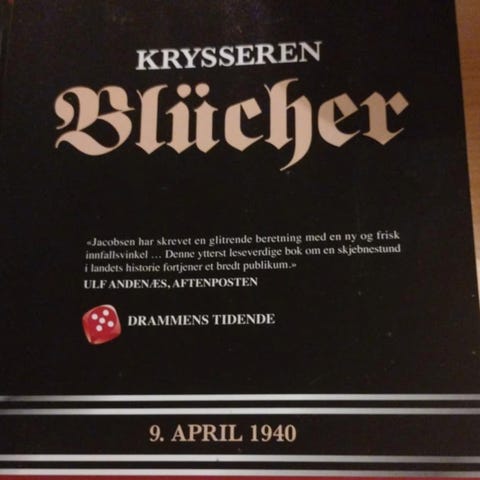 KRYSSEREN
Blücher
«Jacobsen har skrevet en glitrende beretning med en ny og frisk
innfallsvinkel ... Denne ytterst leseverdige bok om en skjebnestund
i landets historie fortjener et bredt publikum.»
ULF ANDENÆS, AFTENPOSTEN
DRAMMENS TIDENDE
9. APRIL 1940